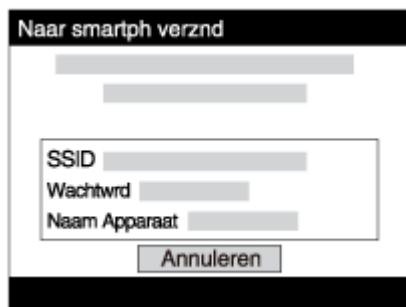 Naar smartph verznd
SSID
Wachtwrd
Naam Apparaat
Annuleren